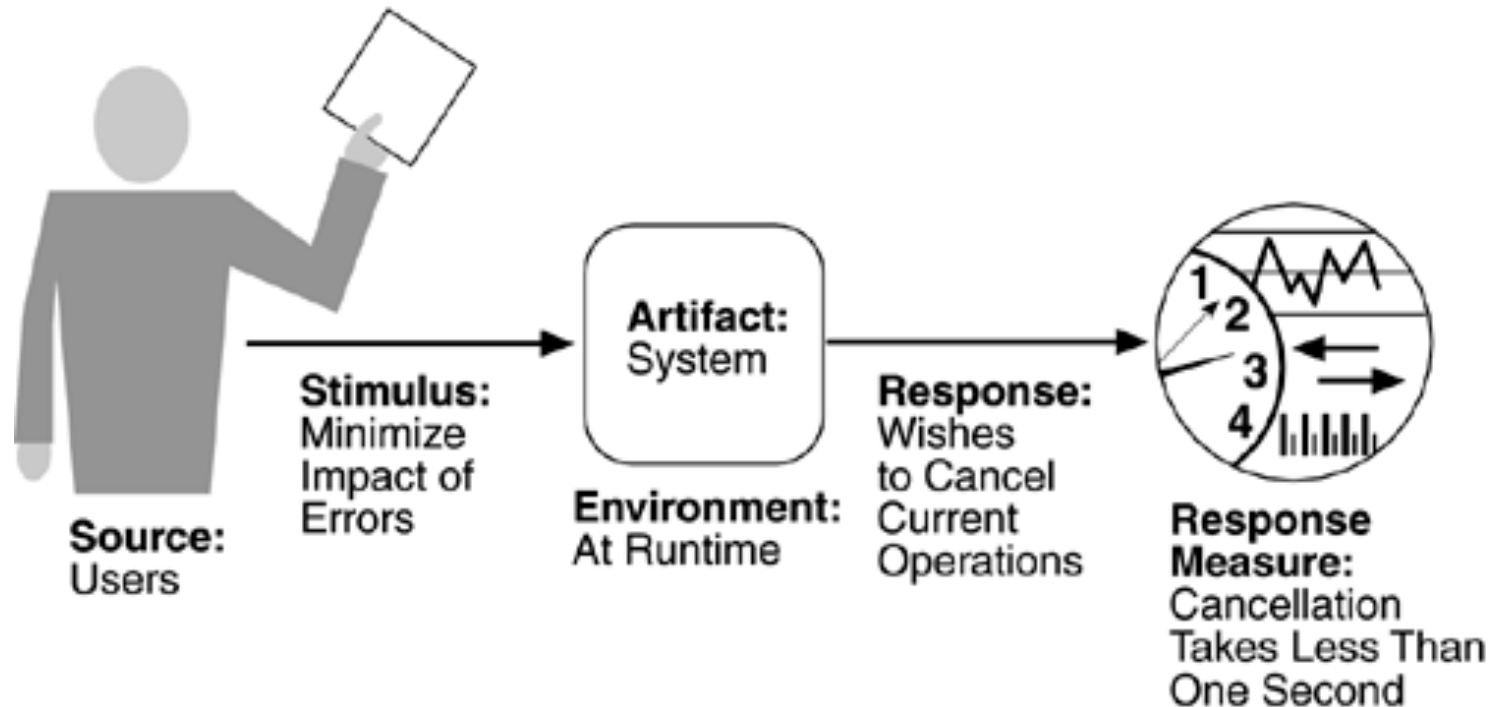 Source:
Users
Stimulus:
Minimize
Impact of
Errors
Artifact:
System
Environment:
At Runtime
Response:
Wishes
to Cancel
Current
Operations
1
2
3
4
Response
Measure:
Cancellation
Takes Less Than
One Second